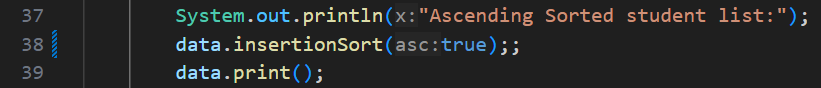 37 System.out.println(x:"Ascending Sorted student list:");
38 data.insertionSort(asc:true);;
39 data.print();